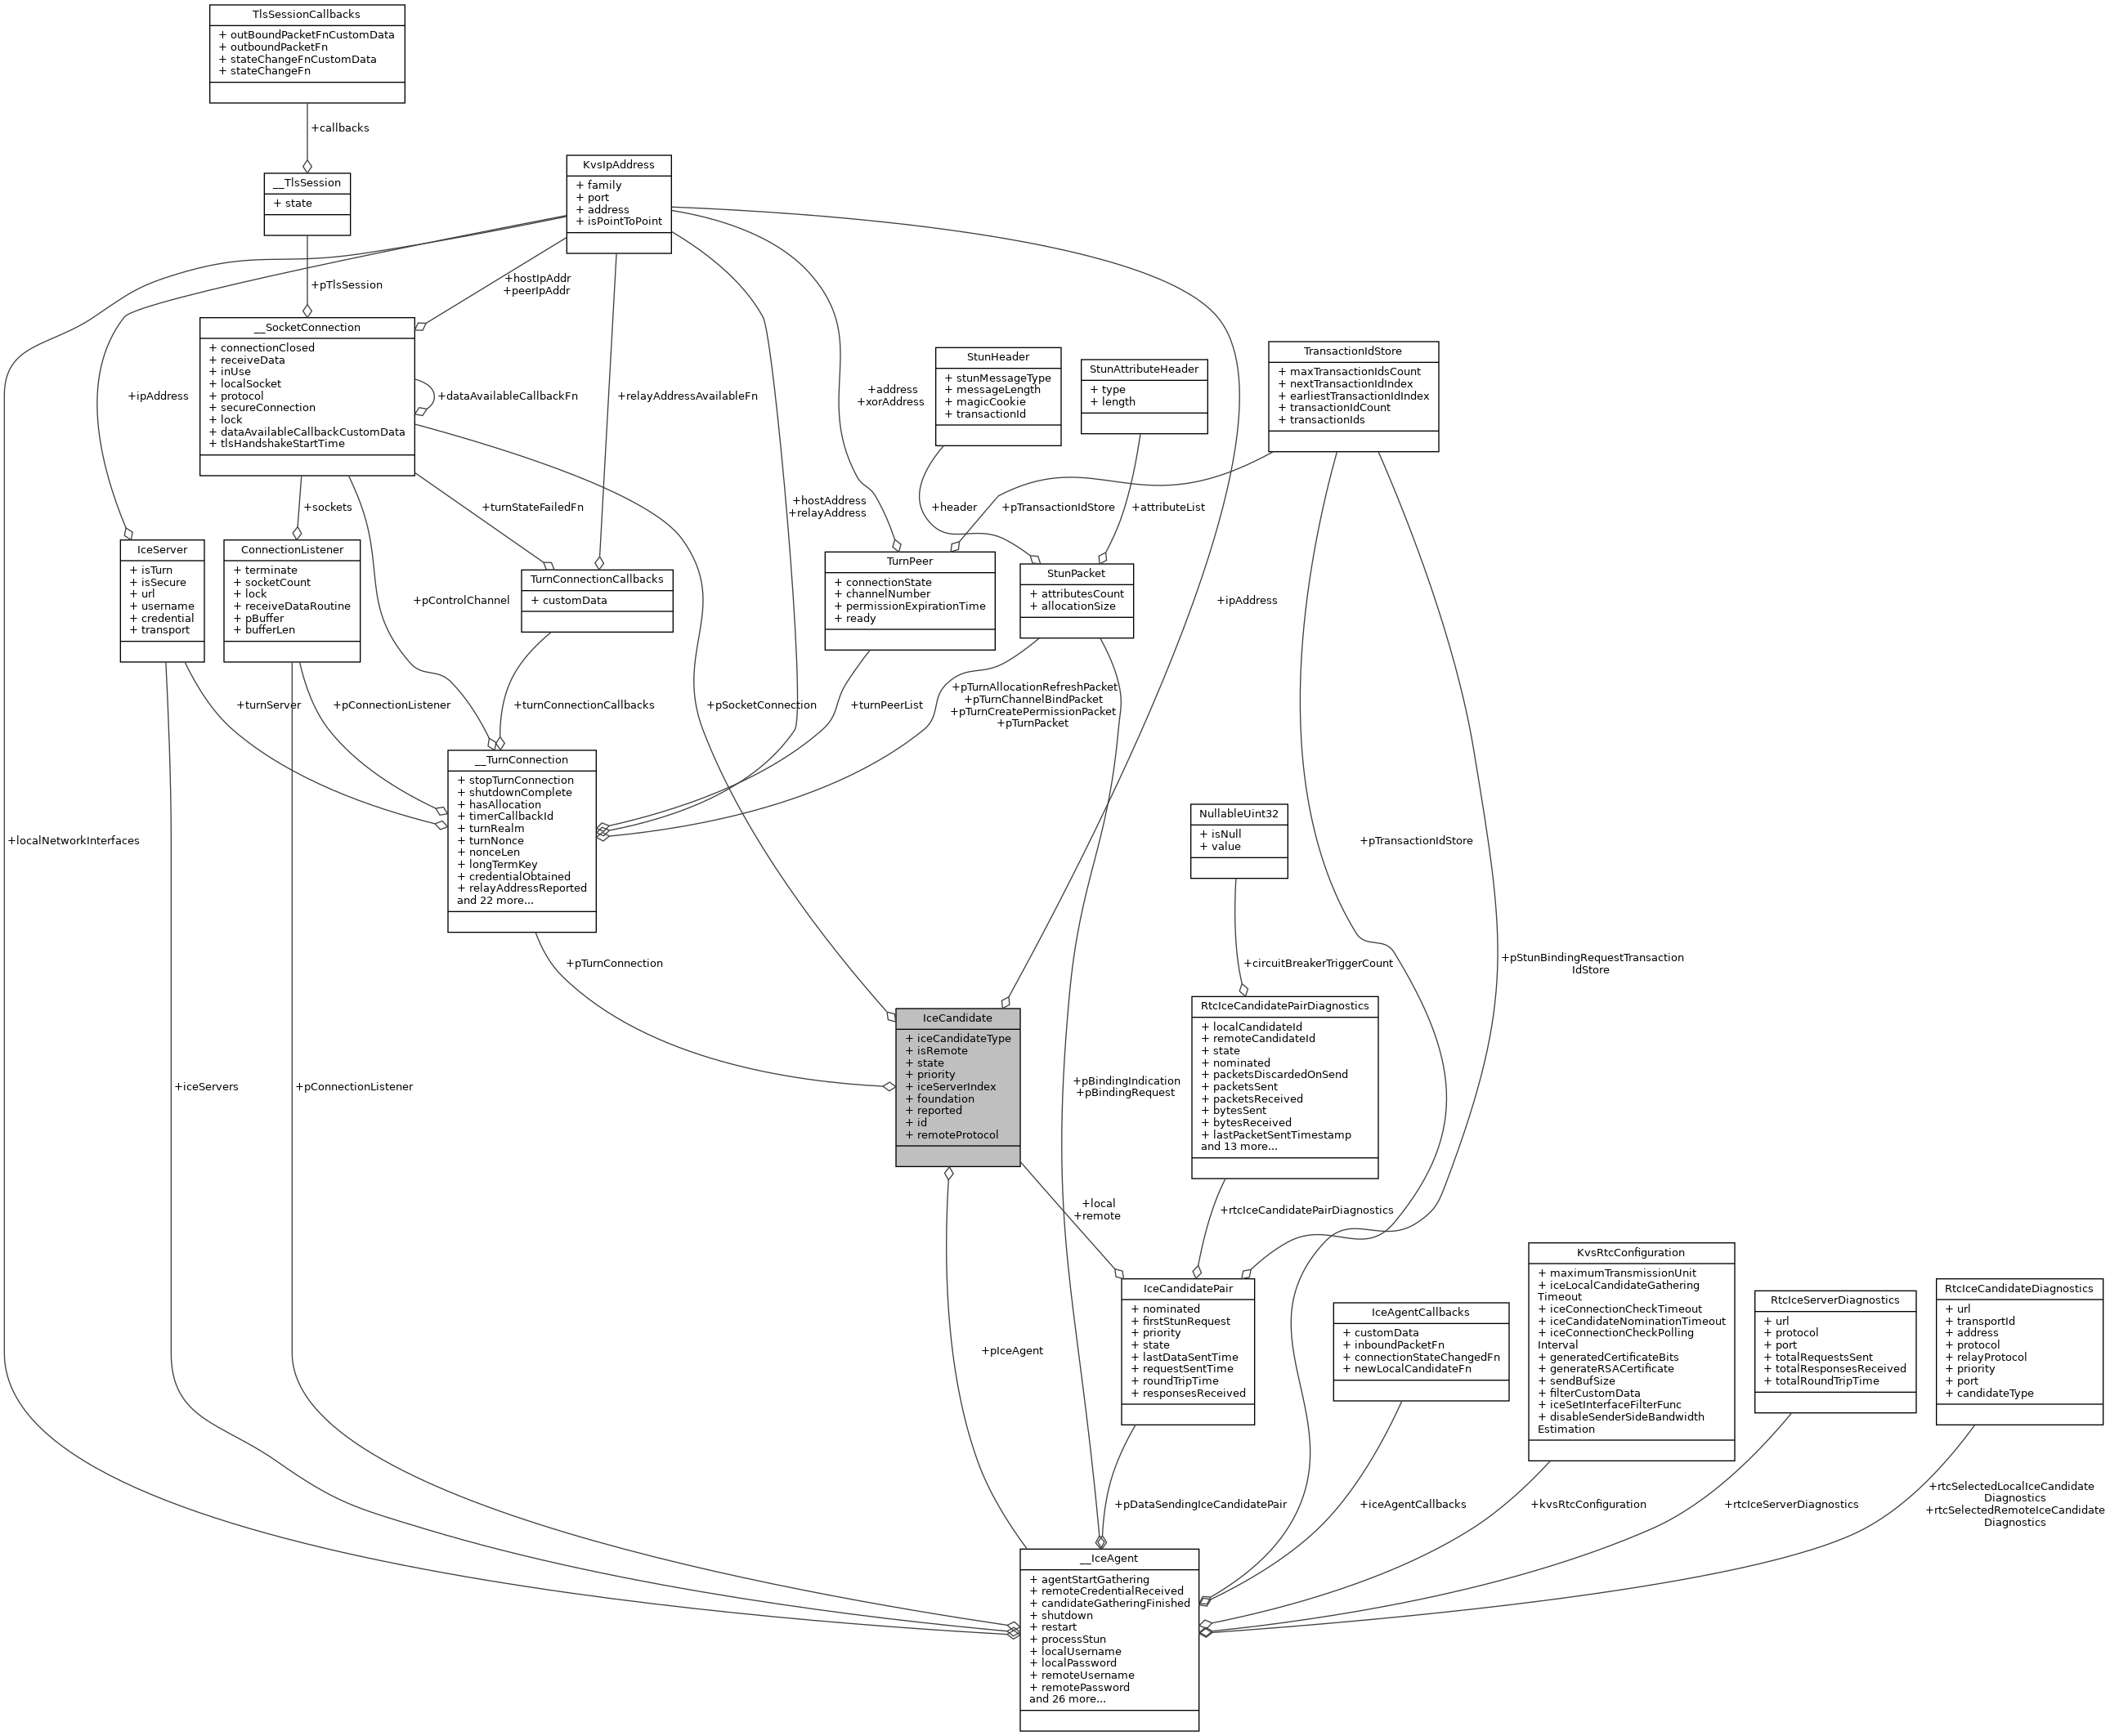 TlsSessionCallbacks
+ outBoundPacketFnCustomData
+ outboundPacketFn
+ stateChangeFnCustomData
+ stateChangeFn
+callbacks
__TlsSession
+ state
+pTlsSession
KvsIpAddress
+ family
+ port
+ address
+ isPointToPoint
+hostIpAddr
+peerIpAddr
__SocketConnection
+ connectionClosed
+ receiveData
+ inUse
+ localSocket
+ protocol
+ secureConnection
+ lock
+ dataAvailableCallbackCustomData
+ tlsHandshakeStartTime
+ipAddress
+dataAvailableCallbackFn
+relayAddressAvailableFn
+address
+xorAddress
StunHeader
+ stunMessageType
+ messageLength
+ magicCookie
+ transactionId
StunAttributeHeader
+ type
+ length
TransactionIdStore
+ maxTransactionIdsCount
+ nextTransactionIdIndex
+ earliestTransactionIdIndex
+ transactionIdCount
+ transactionIds
+sockets
+turnStateFailedFn
+hostAddress
+relayAddress
+header
+pTransactionIdStore
+attributeList
IceServer
+ isTurn
+ isSecure
+ url
+ username
+ credential
+ transport
ConnectionListener
+ terminate
+ socketCount
+ lock
+ receiveDataRoutine
+ pBuffer
+ bufferLen
+pControlChannel
TurnConnectionCallbacks
+ customData
TurnPeer
+ connectionState
+ channelNumber
+ permissionExpirationTime
+ ready
StunPacket
+ attributesCount
+ allocationSize
+ipAddress
+turnServer
+pConnectionListener
+turnConnectionCallbacks
+pSocketConnection
+turnPeerList
+pTurnAllocationRefreshPacket
+pTurnChannelBindPacket
+pTurnCreatePermissionPacket
+pTurnPacket
__TurnConnection
+ stopTurnConnection
+ shutdownComplete
+ hasAllocation
+ timerCallbackId
+ turnRealm
+ turnNonce
+ nonceLen
+ longTermKey
+ credentialObtained
+ relayAddressReported
and 22 more...
+localNetworkInterfaces
NullableUint32
+ isNull
+ value
+pTransactionIdStore
+pTurnConnection
+circuitBreakerTriggerCount
+pStunBindingRequestTransaction
IdStore
IceCandidate
+ iceCandidateType
+ isRemote
+ state
+ priority
+ iceServerIndex
+ foundation
+ reported
+ id
+ remoteProtocol
RtcIceCandidatePairDiagnostics
+ localCandidateId
+ remoteCandidateId
+ state
+ nominated
+ packetsDiscardedOnSend
+ packetsSent
+ packetsReceived
+ bytesSent
+ bytesReceived
+ lastPacketSentTimestamp
and 13 more...
+iceServers
+pConnectionListener
+pBindingIndication
+pBindingRequest
+local
+remote
+rtcIceCandidatePairDiagnostics
+pIceAgent
IceCandidatePair
+ nominated
+ firstStunRequest
+ priority
+ state
+ lastDataSentTime
+ requestSentTime
+ roundTripTime
+ responsesReceived
IceAgentCallbacks
+ customData
+ inboundPacketFn
+ connectionStateChangedFn
+ newLocalCandidateFn
KvsRtcConfiguration
+ maximumTransmissionUnit
+ iceLocalCandidateGathering
Timeout
+ iceConnectionCheckTimeout
+ iceCandidateNominationTimeout
+ iceConnectionCheckPolling
Interval
+ generatedCertificateBits
+ generateRSACertificate
+ sendBufSize
+ filterCustomData
+ iceSetInterfaceFilterFunc
+ disableSenderSideBandwidth
Estimation
RtcIceServerDiagnostics
+ url
+ protocol
+ port
+ totalRequestsSent
+ totalResponsesReceived
+ totalRoundTripTime
RtcIceCandidateDiagnostics
+ url
+ transportId
+ address
+ protocol
+ relayProtocol
+ priority
+ port
+ candidateType
+pDataSendingIceCandidatePair
+iceAgentCallbacks
+kvsRtcConfiguration
+rtcIceServerDiagnostics
+rtcSelectedLocalIceCandidate
Diagnostics
+rtcSelectedRemoteIceCandidate
Diagnostics
__IceAgent
+ agentStartGathering
+ remoteCredentialReceived
+ candidateGatheringFinished
+ shutdown
+ restart
+ processStun
+ localUsername
+ localPassword
+ remoteUsername
+ remotePassword
and 26 more...